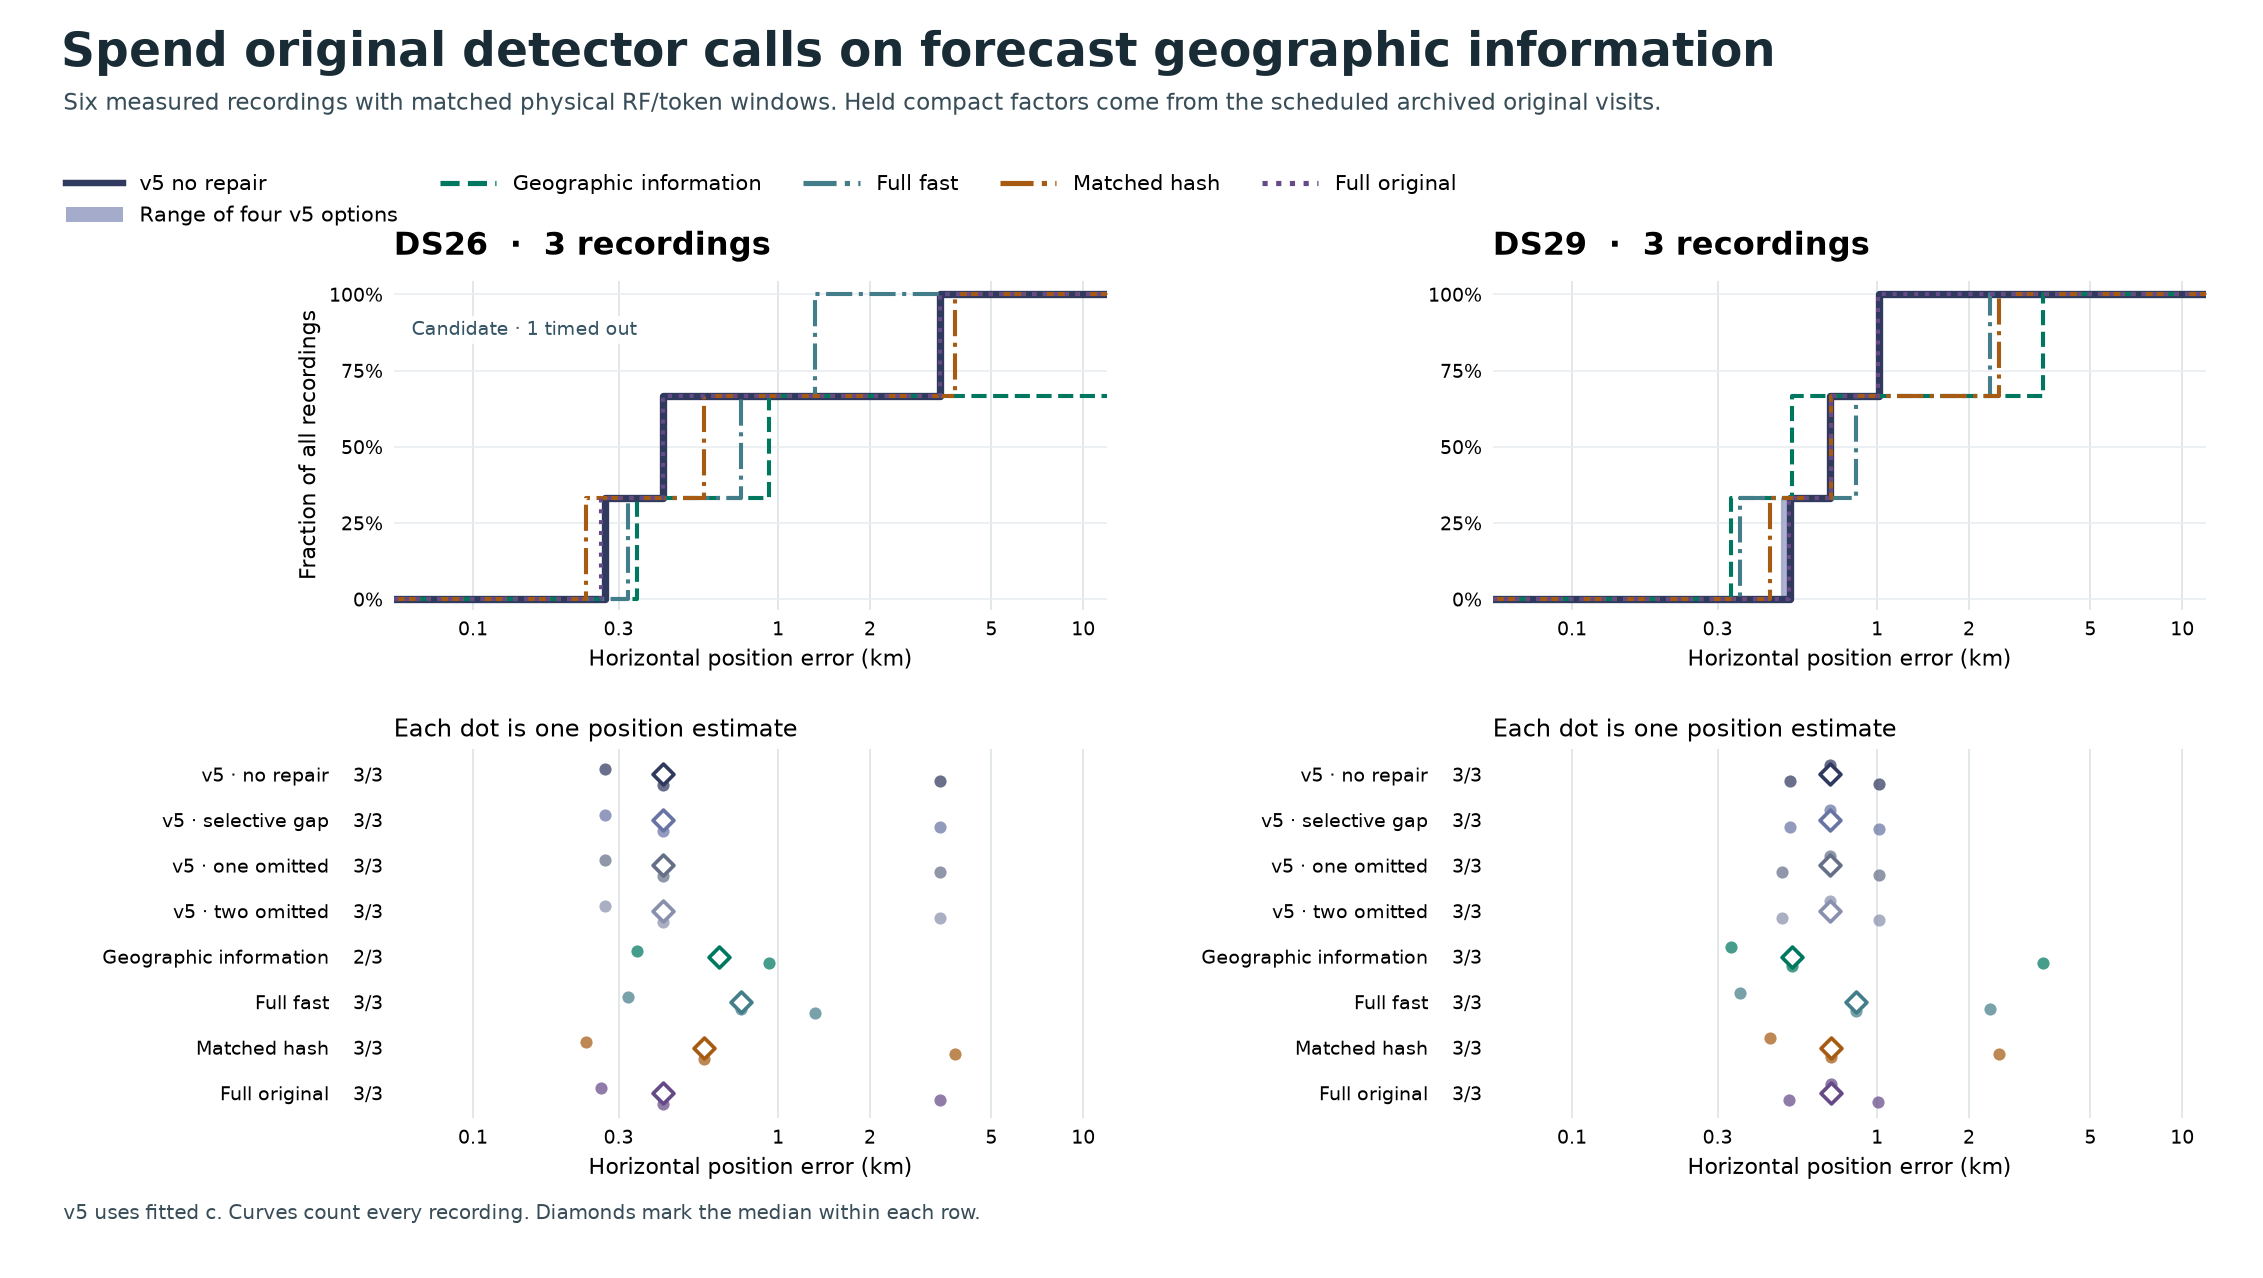 Spend original detector calls on forecast geographic information
Six measured recordings with matched physical RF/token windows. Held compact factors come from the scheduled archived original visits.
v5 no repair
Geographic information
Full fast
Matched hash
Full original
Range of four v5 options
DS26 · 3 recordings
Fraction of all recordings
100%
75%
50%
25%
0%
Candidate · 1 timed out
0.1 0.3 1 2 5 10
Horizontal position error (km)
DS29 · 3 recordings
100%
75%
50%
25%
0%
0.1 0.3 1 2 5 10
Horizontal position error (km)
Each dot is one position estimate
v5 · no repair 3/3
v5 · selective gap 3/3
v5 · one omitted 3/3
v5 · two omitted 3/3
Geographic information 2/3
Full fast 3/3
Matched hash 3/3
Full original 3/3
0.1 0.3 1 2 5 10
Horizontal position error (km)
Each dot is one position estimate
v5 · no repair 3/3
v5 · selective gap 3/3
v5 · one omitted 3/3
v5 · two omitted 3/3
Geographic information 3/3
Full fast 3/3
Matched hash 3/3
Full original 3/3
0.1 0.3 1 2 5 10
Horizontal position error (km)
v5 uses fitted c. Curves count every recording. Diamonds mark the median within each row.